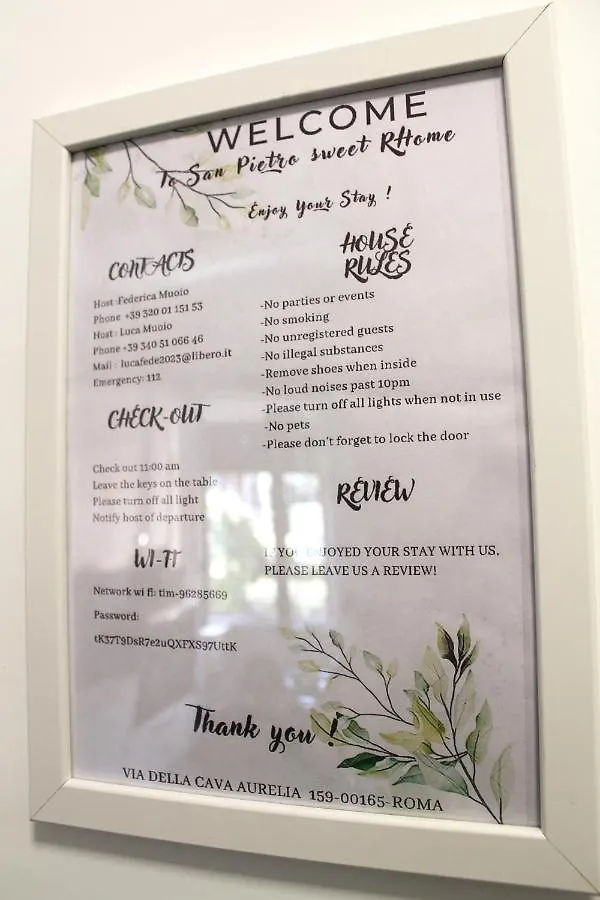 WELCOME
To San Pietro sweet RHome
Enjoy Your Stay !
CONTACTS
Host :Federica Muoio
Phone +39 320 01 151 53
Host : Luca Muoio
Phone +39 340 51 066 46
Mail : lucafede2023@libero.it
Emergency: 112
CHECK-OUT
Check out 11:00 am
Leave the keys on the table
Please turn off all light
Notify host of departure
WI-FI
Network wi fi: tim-96285669
Password:
tK37T9DsR7e2uQXFXS97UttK
HOUSE
RULES
-No parties or events
-No smoking
-No unregistered guests
-No illegal substances
-Remove shoes when inside
-No loud noises past 10pm
-Please turn off all lights when not in use
-No pets
-Please don't forget to lock the door
REVIEW
IF YOU ENJOYED YOUR STAY WITH US,
PLEASE LEAVE US A REVIEW!
Thank you !
VIA DELLA CAVA AURELIA 159-00165-ROMA